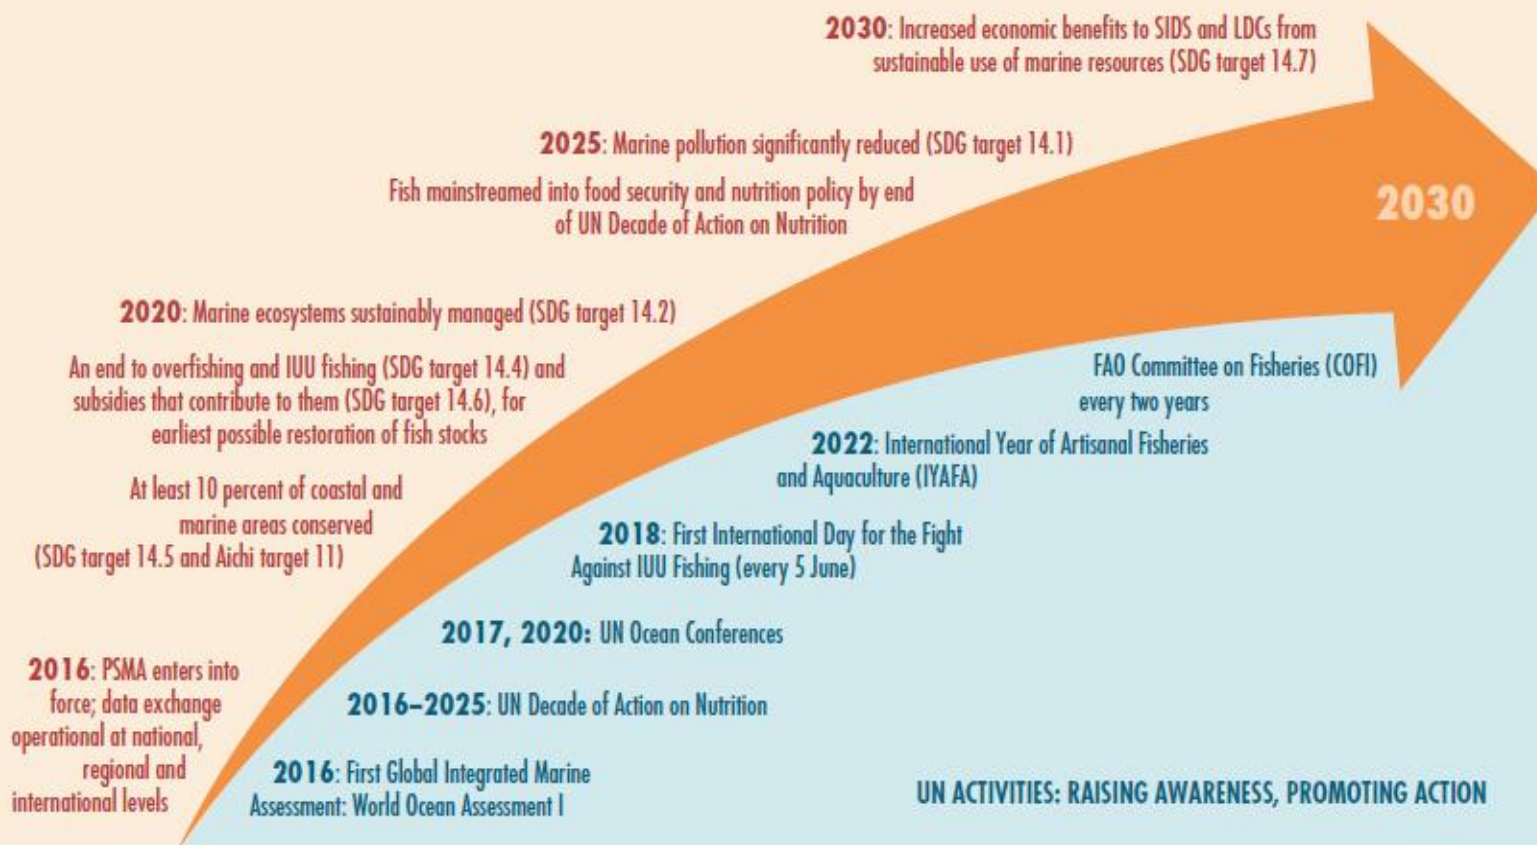 2030: Increased economic benefits to SIDS and LDCs from
sustainable use of marine resources (SDG target 14.7)
2025: Marine pollution significantly reduced (SDG target 14.1)
Fish mainstreamed into food security and nutrition policy by end
of UN Decade of Action on Nutrition
2030
2020: Marine ecosystems sustainably managed (SDG target 14.2)
An end to overfishing and IUU fishing (SDG target 14.4) and
subsidies that contribute to them (SDG target 14.6), for
earliest possible restoration of fish stocks
At least 10 percent of coastal and
marine areas conserved
(SDG target 14.5 and Aichi target 11)
2016: PSMA enters into
force; data exchange
operational at national,
regional and
international levels
FAO Committee on Fisheries (COFI)
every two years
2022: International Year of Artisanal Fisheries
and Aquaculture (IYAFA)
2018: First International Day for the Fight
Against IUU Fishing (every 5 June)
2017, 2020: UN Ocean Conferences
2016–2025: UN Decade of Action on Nutrition
2016: First Global Integrated Marine
Assessment: World Ocean Assessment I
UN ACTIVITIES: RAISING AWARENESS, PROMOTING ACTION